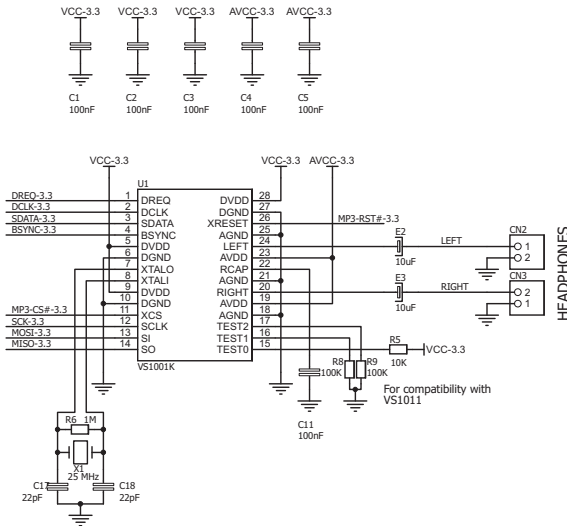 VCC-3.3 VCC-3.3 VCC-3.3 AVCC-3.3 AVCC-3.3
C1 C2 C3 C4 C5
100nF 100nF 100nF 100nF 100nF
VCC-3.3 VCC-3.3 AVCC-3.3
U1
DREQ-3.3 1 DREQ DVDD 28
DCLK-3.3 2 DCLK DGND 27
SDATA-3.3 3 SDATA XRESET 26 MP3-RST#-3.3
BSYNC-3.3 4 BSYNC AGND 25
5 DVDD LEFT 24 E2 10uF LEFT CN2 1 2
6 DGND AVDD 23
7 XTALO RCAP 22
8 XTALI AGND 21
9 DVDD RIGHT 20 E3 10uF RIGHT CN3 2 1
10 DGND AVDD 19
MP3-CS#-3.3 11 XCS AGND 18
SCK-3.3 12 SCLK TEST2 17
MOSI-3.3 13 SI TEST1 16
MISO-3.3 14 SO TEST0 15 R5 10K VCC-3.3
VS1001K
HEADPHONES
R8 R9
100K 100K
For compatibility with
VS1011
C11
100nF
R6 1M
X1
25 MHz
C17 C18
22pF 22pF